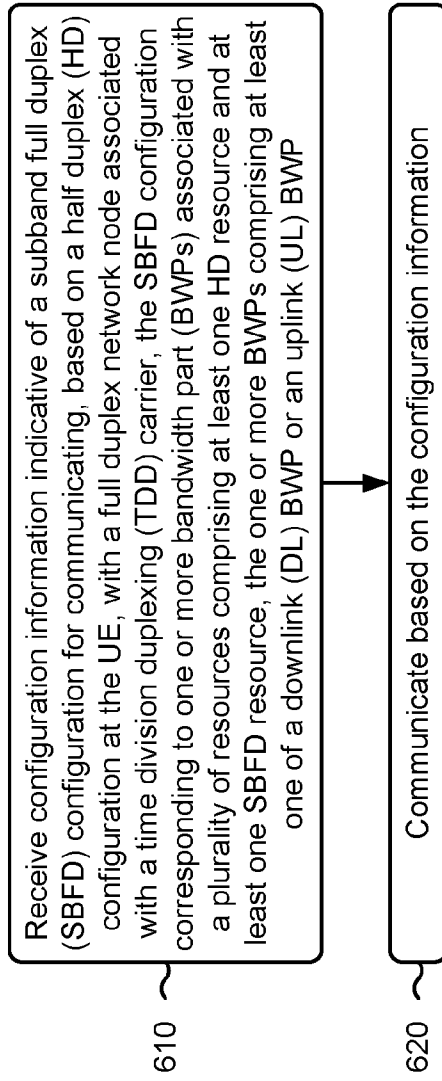 Receive configuration information indicative of a subband full duplex
(SBFD) configuration for communicating, based on a half duplex (HD)
configuration at the UE, with a full duplex network node associated
with a time division duplexing (TDD) carrier, the SBFD configuration
corresponding to one or more bandwidth part (BWPs) associated with
a plurality of resources comprising at least one HD resource and at
least one SBFD resource, the one or more BWPs comprising at least
one of a downlink (DL) BWP or an uplink (UL) BWP
610
Communicate based on the configuration information
620